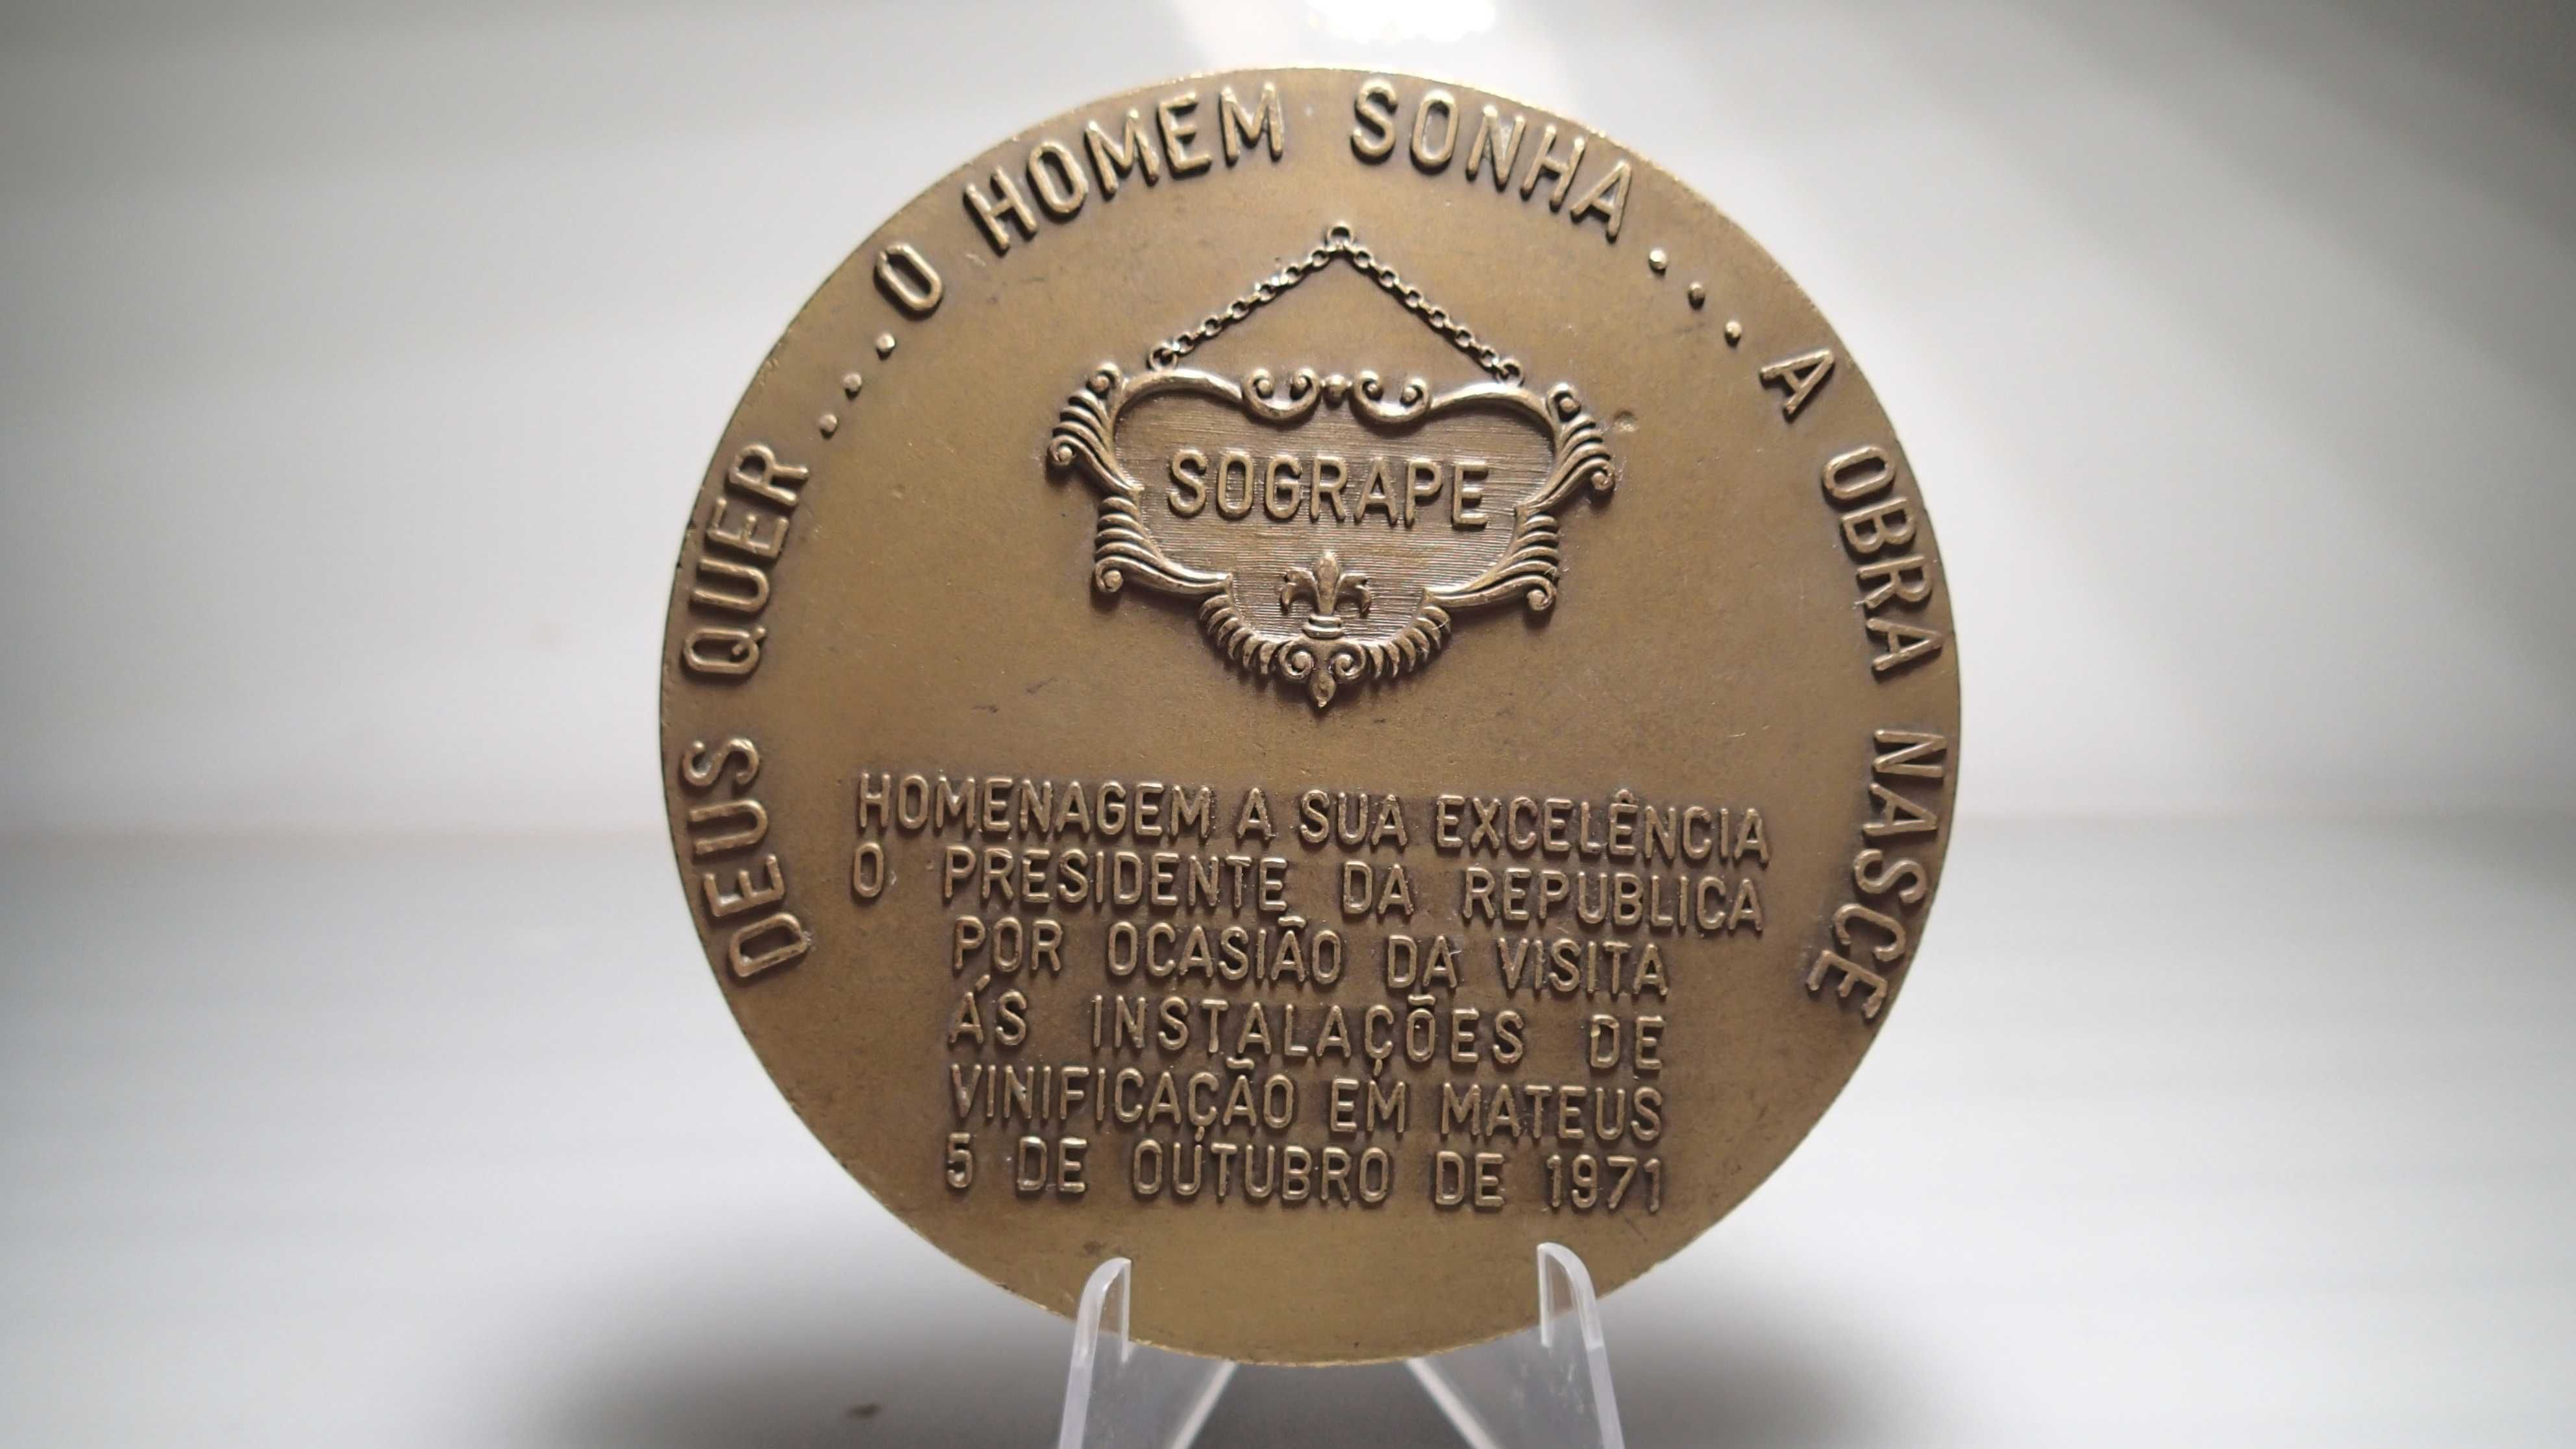 DEUS QUER ... O HOMEM SONHA ... A OBRA NASCE
SOGRAPE
HOMENAGEM A SUA EXCELÊNCIA
O PRESIDENTE DA REPUBLICA
POR OCASIÃO DA VISITA
ÁS INSTALAÇÕES DE
VINIFICAÇÃO EM MATEUS
5 DE OUTUBRO DE 1971